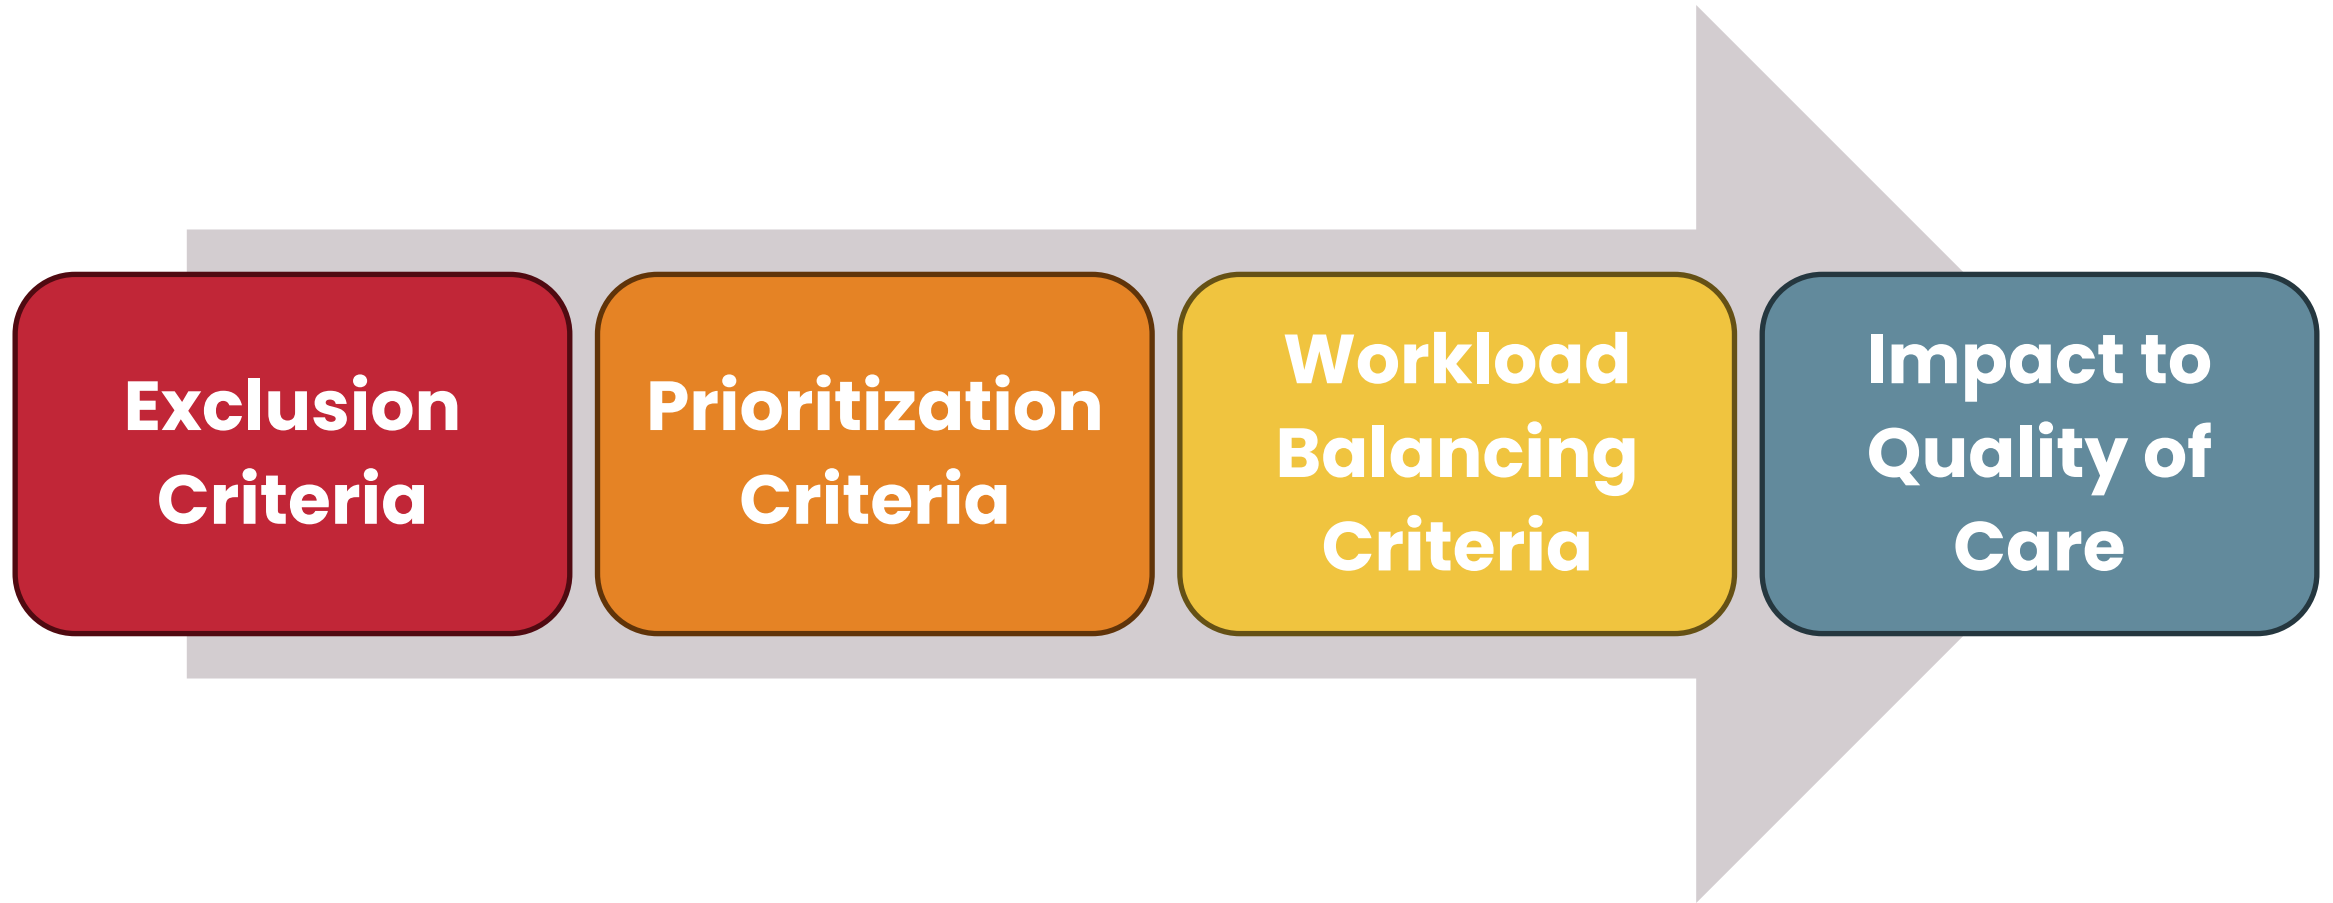 Exclusion
Criteria
Prioritization
Criteria
Workload
Balancing
Criteria
Impact to
Quality of
Care